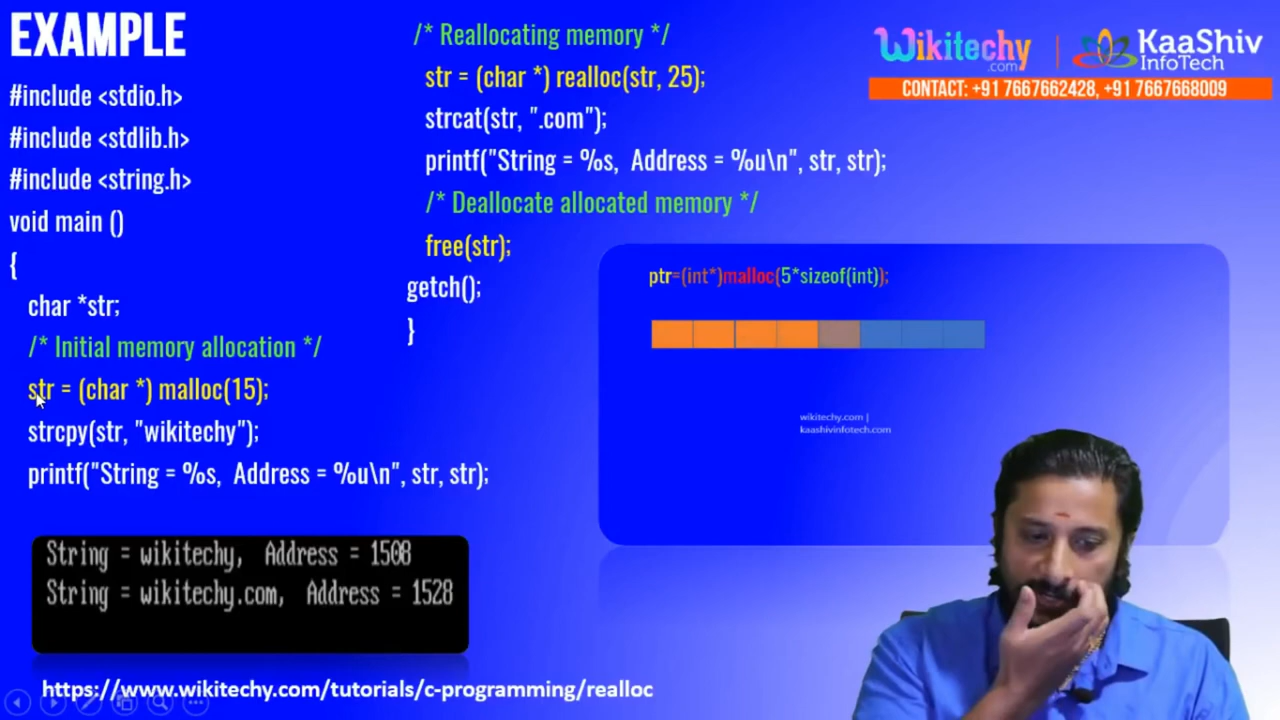 EXAMPLE
#include <stdio.h>
#include <stdlib.h>
#include <string.h>
void main ()
{
char *str;
/* Initial memory allocation */
str = (char *) malloc(15);
strcpy(str, "wikitechy");
printf("String = %s,  Address = %u\n", str, str);
/* Reallocating memory */
str = (char *) realloc(str, 25);
strcat(str, ".com");
printf("String = %s,  Address = %u\n", str, str);
/* Deallocate allocated memory */
free(str);
getch();
}
Wikitechy
.com
KaaShiv
InfoTech
CONTACT: +91 7667662428, +91 7667668009
ptr=(int*)malloc(5*sizeof(int));
wikitechy.com |
kaashivinfotech.com
String = wikitechy,  Address = 1508
String = wikitechy.com,  Address = 1528
https://www.wikitechy.com/tutorials/c-programming/realloc